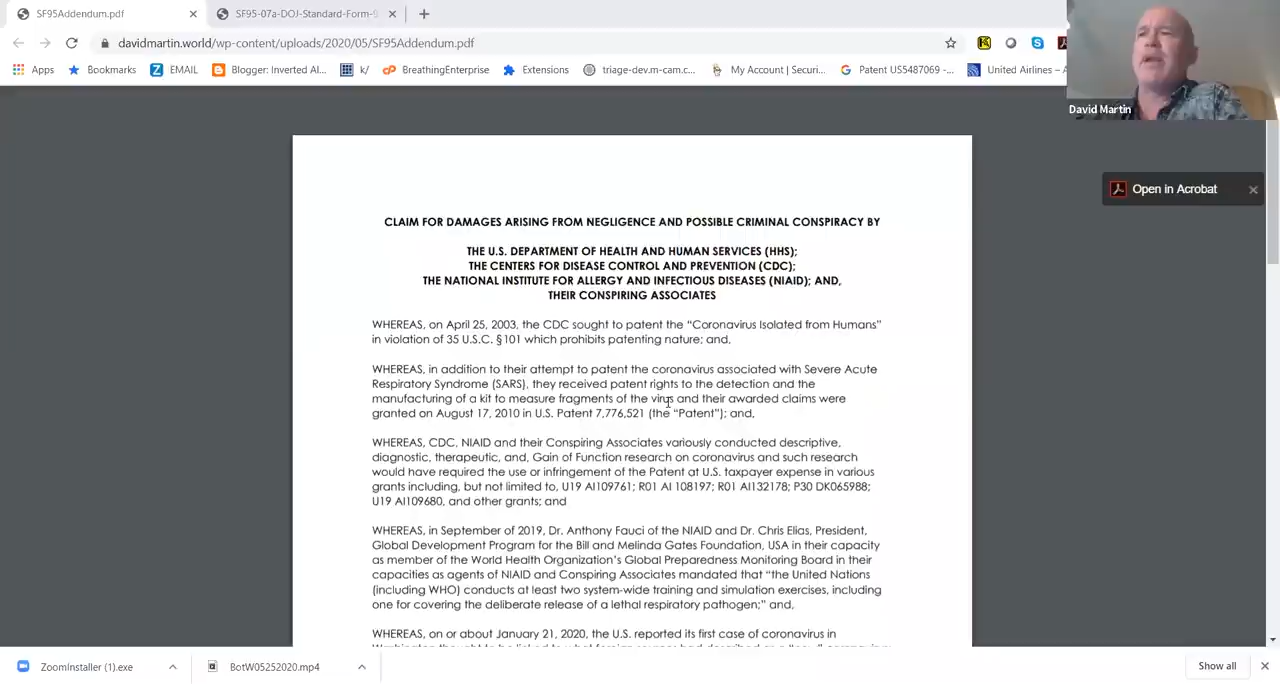 SF95Addendum.pdf
SF95-07a-DOJ-Standard-Form-9
davidmartin.world/wp-content/uploads/2020/05/SF95Addendum.pdf
Apps
Bookmarks
EMAIL
Blogger: Inverted Al...
k/
BreathingEnterprise
Extensions
triage-dev.m-cam.c...
My Account | Securi...
Patent US5487069 -...
United Airlines – A
David Martin
Open in Acrobat
CLAIM FOR DAMAGES ARISING FROM NEGLIGENCE AND POSSIBLE CRIMINAL CONSPIRACY BY
THE U.S. DEPARTMENT OF HEALTH AND HUMAN SERVICES (HHS);
THE CENTERS FOR DISEASE CONTROL AND PREVENTION (CDC);
THE NATIONAL INSTITUTE FOR ALLERGY AND INFECTIOUS DISEASES (NIAID); AND,
THEIR CONSPIRING ASSOCIATES
WHEREAS, on April 25, 2003, the CDC sought to patent the “Coronavirus Isolated from Humans”
in violation of 35 U.S.C. §101 which prohibits patenting nature; and,
WHEREAS, in addition to their attempt to patent the coronavirus associated with Severe Acute
Respiratory Syndrome (SARS), they received patent rights to the detection and the
manufacturing of a kit to measure fragments of the virus and their awarded claims were
granted on August 17, 2010 in U.S. Patent 7,776,521 (the “Patent”); and,
WHEREAS, CDC, NIAID and their Conspiring Associates variously conducted descriptive,
diagnostic, therapeutic, and, Gain of Function research on coronavirus and such research
would have required the use or infringement of the Patent at U.S. taxpayer expense in various
grants including, but not limited to, U19 AI109761; R01 AI 108197; R01 AI132178; P30 DK065988;
U19 AI109680, and other grants; and
WHEREAS, in September of 2019, Dr. Anthony Fauci of the NIAID and Dr. Chris Elias, President,
Global Development Program for the Bill and Melinda Gates Foundation, USA in their capacity
as member of the World Health Organization’s Global Preparedness Monitoring Board in their
capacities as agents of NIAID and Conspiring Associates mandated that “the United Nations
(including WHO) conducts at least two system-wide training and simulation exercises, including
one for covering the deliberate release of a lethal respiratory pathogen;” and,
WHEREAS, on or about January 21, 2020, the U.S. reported its first case of coronavirus in
ZoomInstaller (1).exe
BotW05252020.mp4
Show all